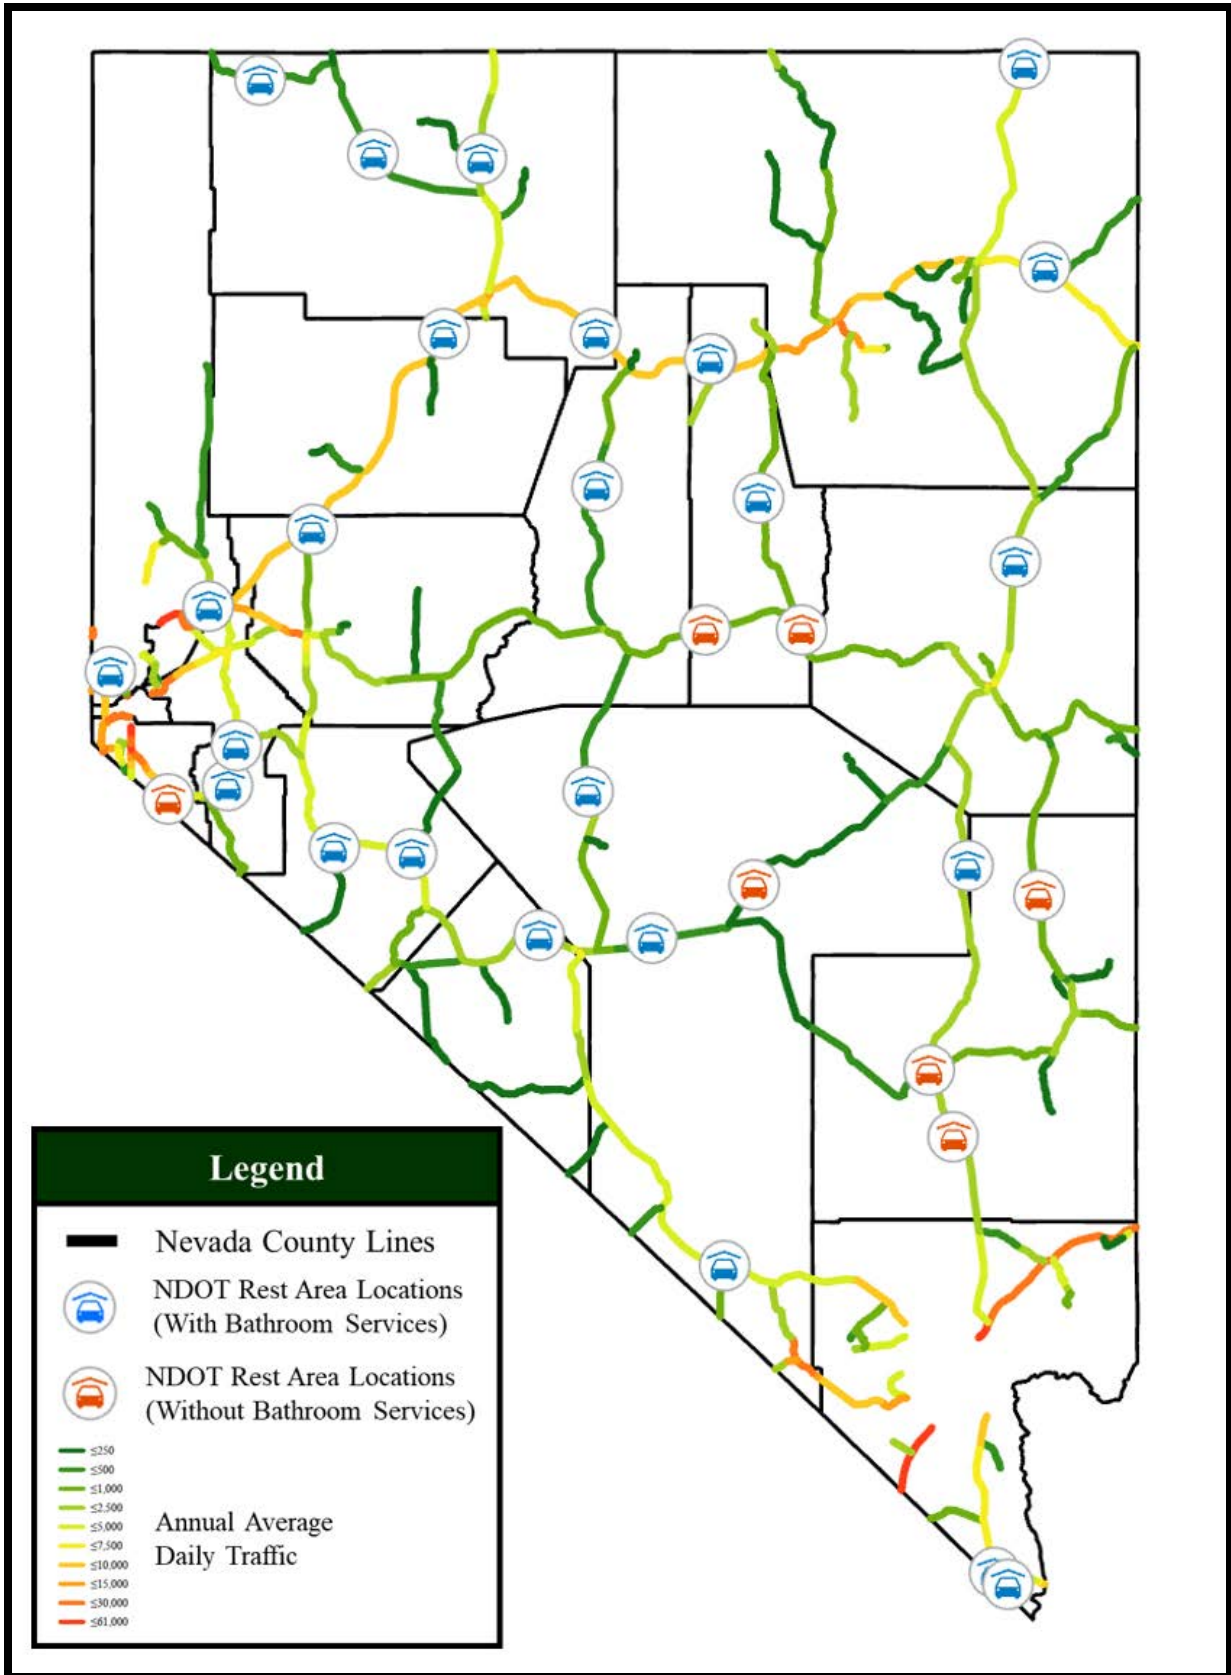 Legend
Nevada County Lines
NDOT Rest Area Locations
(With Bathroom Services)
NDOT Rest Area Locations
(Without Bathroom Services)
≤250
≤500
≤1,000
≤2,500
≤5,000
≤7,500
≤10,000
≤15,000
≤30,000
≤61,000
Annual Average
Daily Traffic